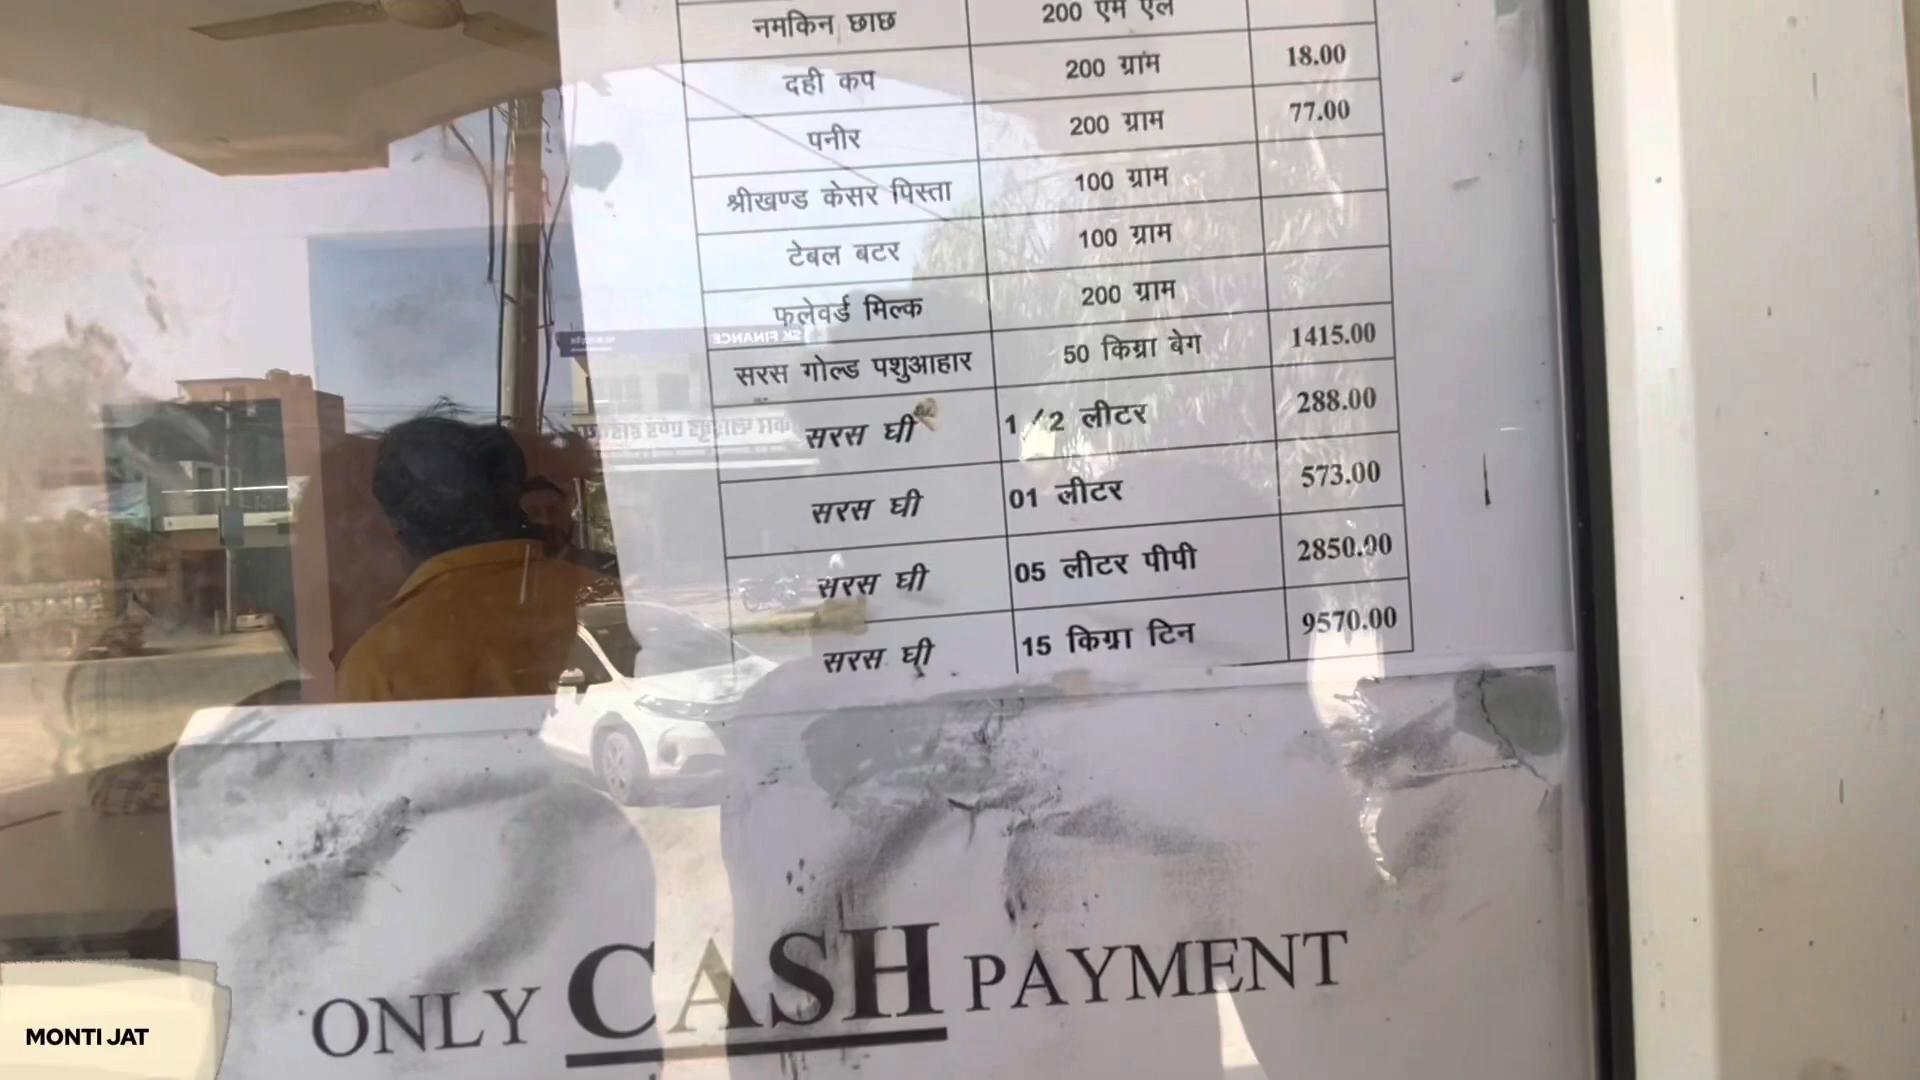 नमकिन छाछ 200 एम एल
दही कप 200 ग्रांम 18.00
पनीर 200 ग्राम 77.00
श्रीखण्ड केसर पिस्ता 100 ग्राम
टेबल बटर 100 ग्राम
फ्लेवर्ड मिल्क 200 ग्राम
सरस गोल्ड पशुआहार 50 किग्रा बेग 1415.00
सरस घी 1/2 लीटर 288.00
सरस घी 01 लीटर 573.00
सरस घी 05 लीटर पीपी 2850.00
सरस घी 15 किग्रा टिन 9570.00
SK FINANCE
ONLY CASH PAYMENT
MONTI JAT